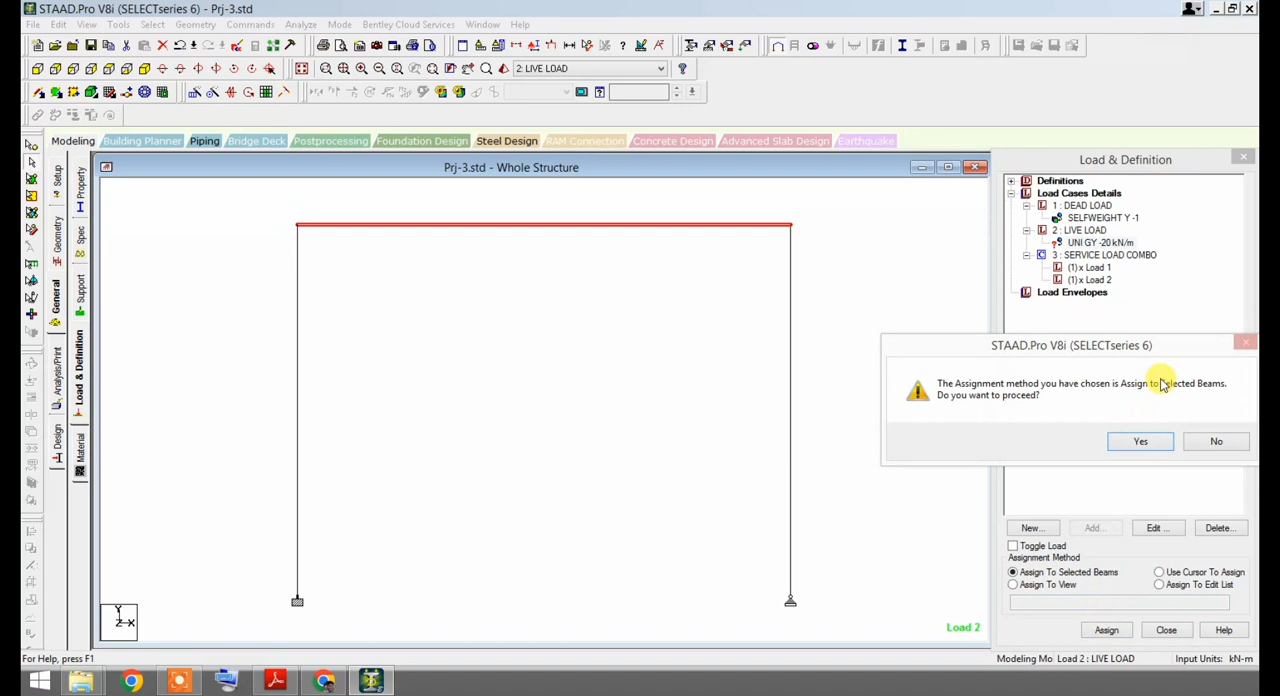 STAAD.Pro V8i (SELECTseries 6) - Prj-3.std
File Edit View Tools Select Geometry Commands Analyze Mode Bentley Cloud Services Window Help
2: LIVE LOAD
Modeling Building Planner Piping Bridge Deck Postprocessing Foundation Design Steel Design RAM Connection Concrete Design Advanced Slab Design Earthquake
Prj-3.std - Whole Structure
Load & Definition
Setup
Geometry
General
Analysis/Print
Design
Property
Spec
Support
Load & Definition
Material
Definitions
Load Cases Details
1 : DEAD LOAD
SELFWEIGHT Y -1
2 : LIVE LOAD
UNI GY -20 kN/m
3 : SERVICE LOAD COMBO
(1) x Load 1
(1) x Load 2
Load Envelopes
STAAD.Pro V8i (SELECTseries 6)
The Assignment method you have chosen is Assign to Selected Beams.
Do you want to proceed?
Yes No
New... Add... Edit ... Delete...
Toggle Load
Assignment Method
Assign To Selected Beams Use Cursor To Assign
Assign To View Assign To Edit List
Assign Close Help
Y
Z X
Load 2
For Help, press F1
Modeling Mo Load 2 : LIVE LOAD Input Units: kN-m